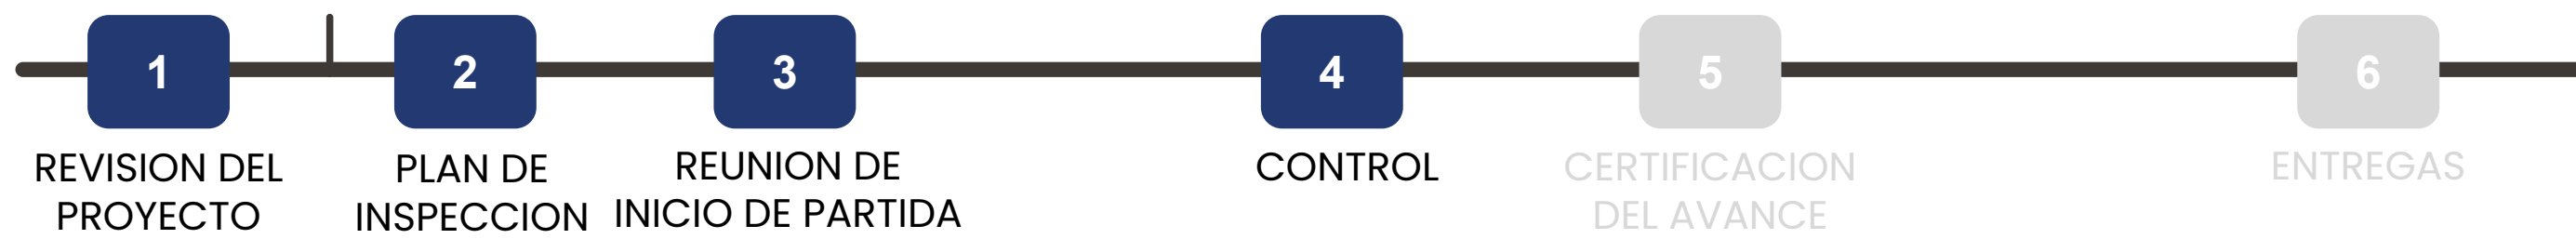 1
2
3
4
5
6
REVISION DEL
PROYECTO
PLAN DE
INSPECCION
REUNION DE
INICIO DE PARTIDA
CONTROL
CERTIFICACION
DEL AVANCE
ENTREGAS